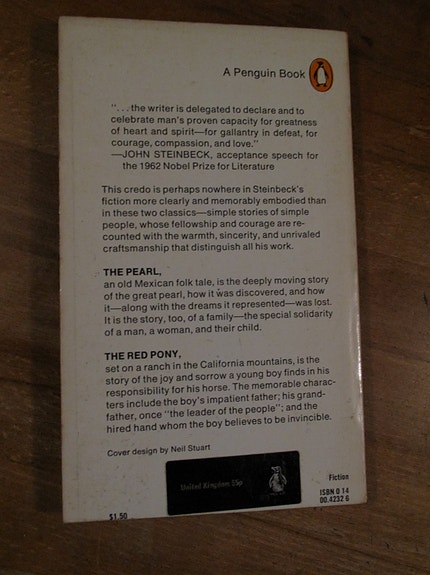 A Penguin Book
"... the writer is delegated to declare and to
celebrate man's proven capacity for greatness
of heart and spirit—for gallantry in defeat, for
courage, compassion, and love."
—JOHN STEINBECK, acceptance speech for
the 1962 Nobel Prize for Literature
This credo is perhaps nowhere in Steinbeck's
fiction more clearly and memorably embodied than
in these two classics—simple stories of simple
people, whose fellowship and courage are re-
counted with the warmth, sincerity, and unrivaled
craftsmanship that distinguish all his work.
THE PEARL,
an old Mexican folk tale, is the deeply moving story
of the great pearl, how it was discovered, and how
it—along with the dreams it represented—was lost.
It is the story, too, of a family—the special solidarity
of a man, a woman, and their child.
THE RED PONY,
set on a ranch in the California mountains, is the
story of the joy and sorrow a young boy finds in his
responsibility for his horse. The memorable charac-
ters include the boy's impatient father; his grand-
father, once "the leader of the people"; and the
hired hand whom the boy believes to be invincible.
Cover design by Neil Stuart
United Kingdom 50p
Fiction
ISBN 0 14
00.4232 6
$1.50